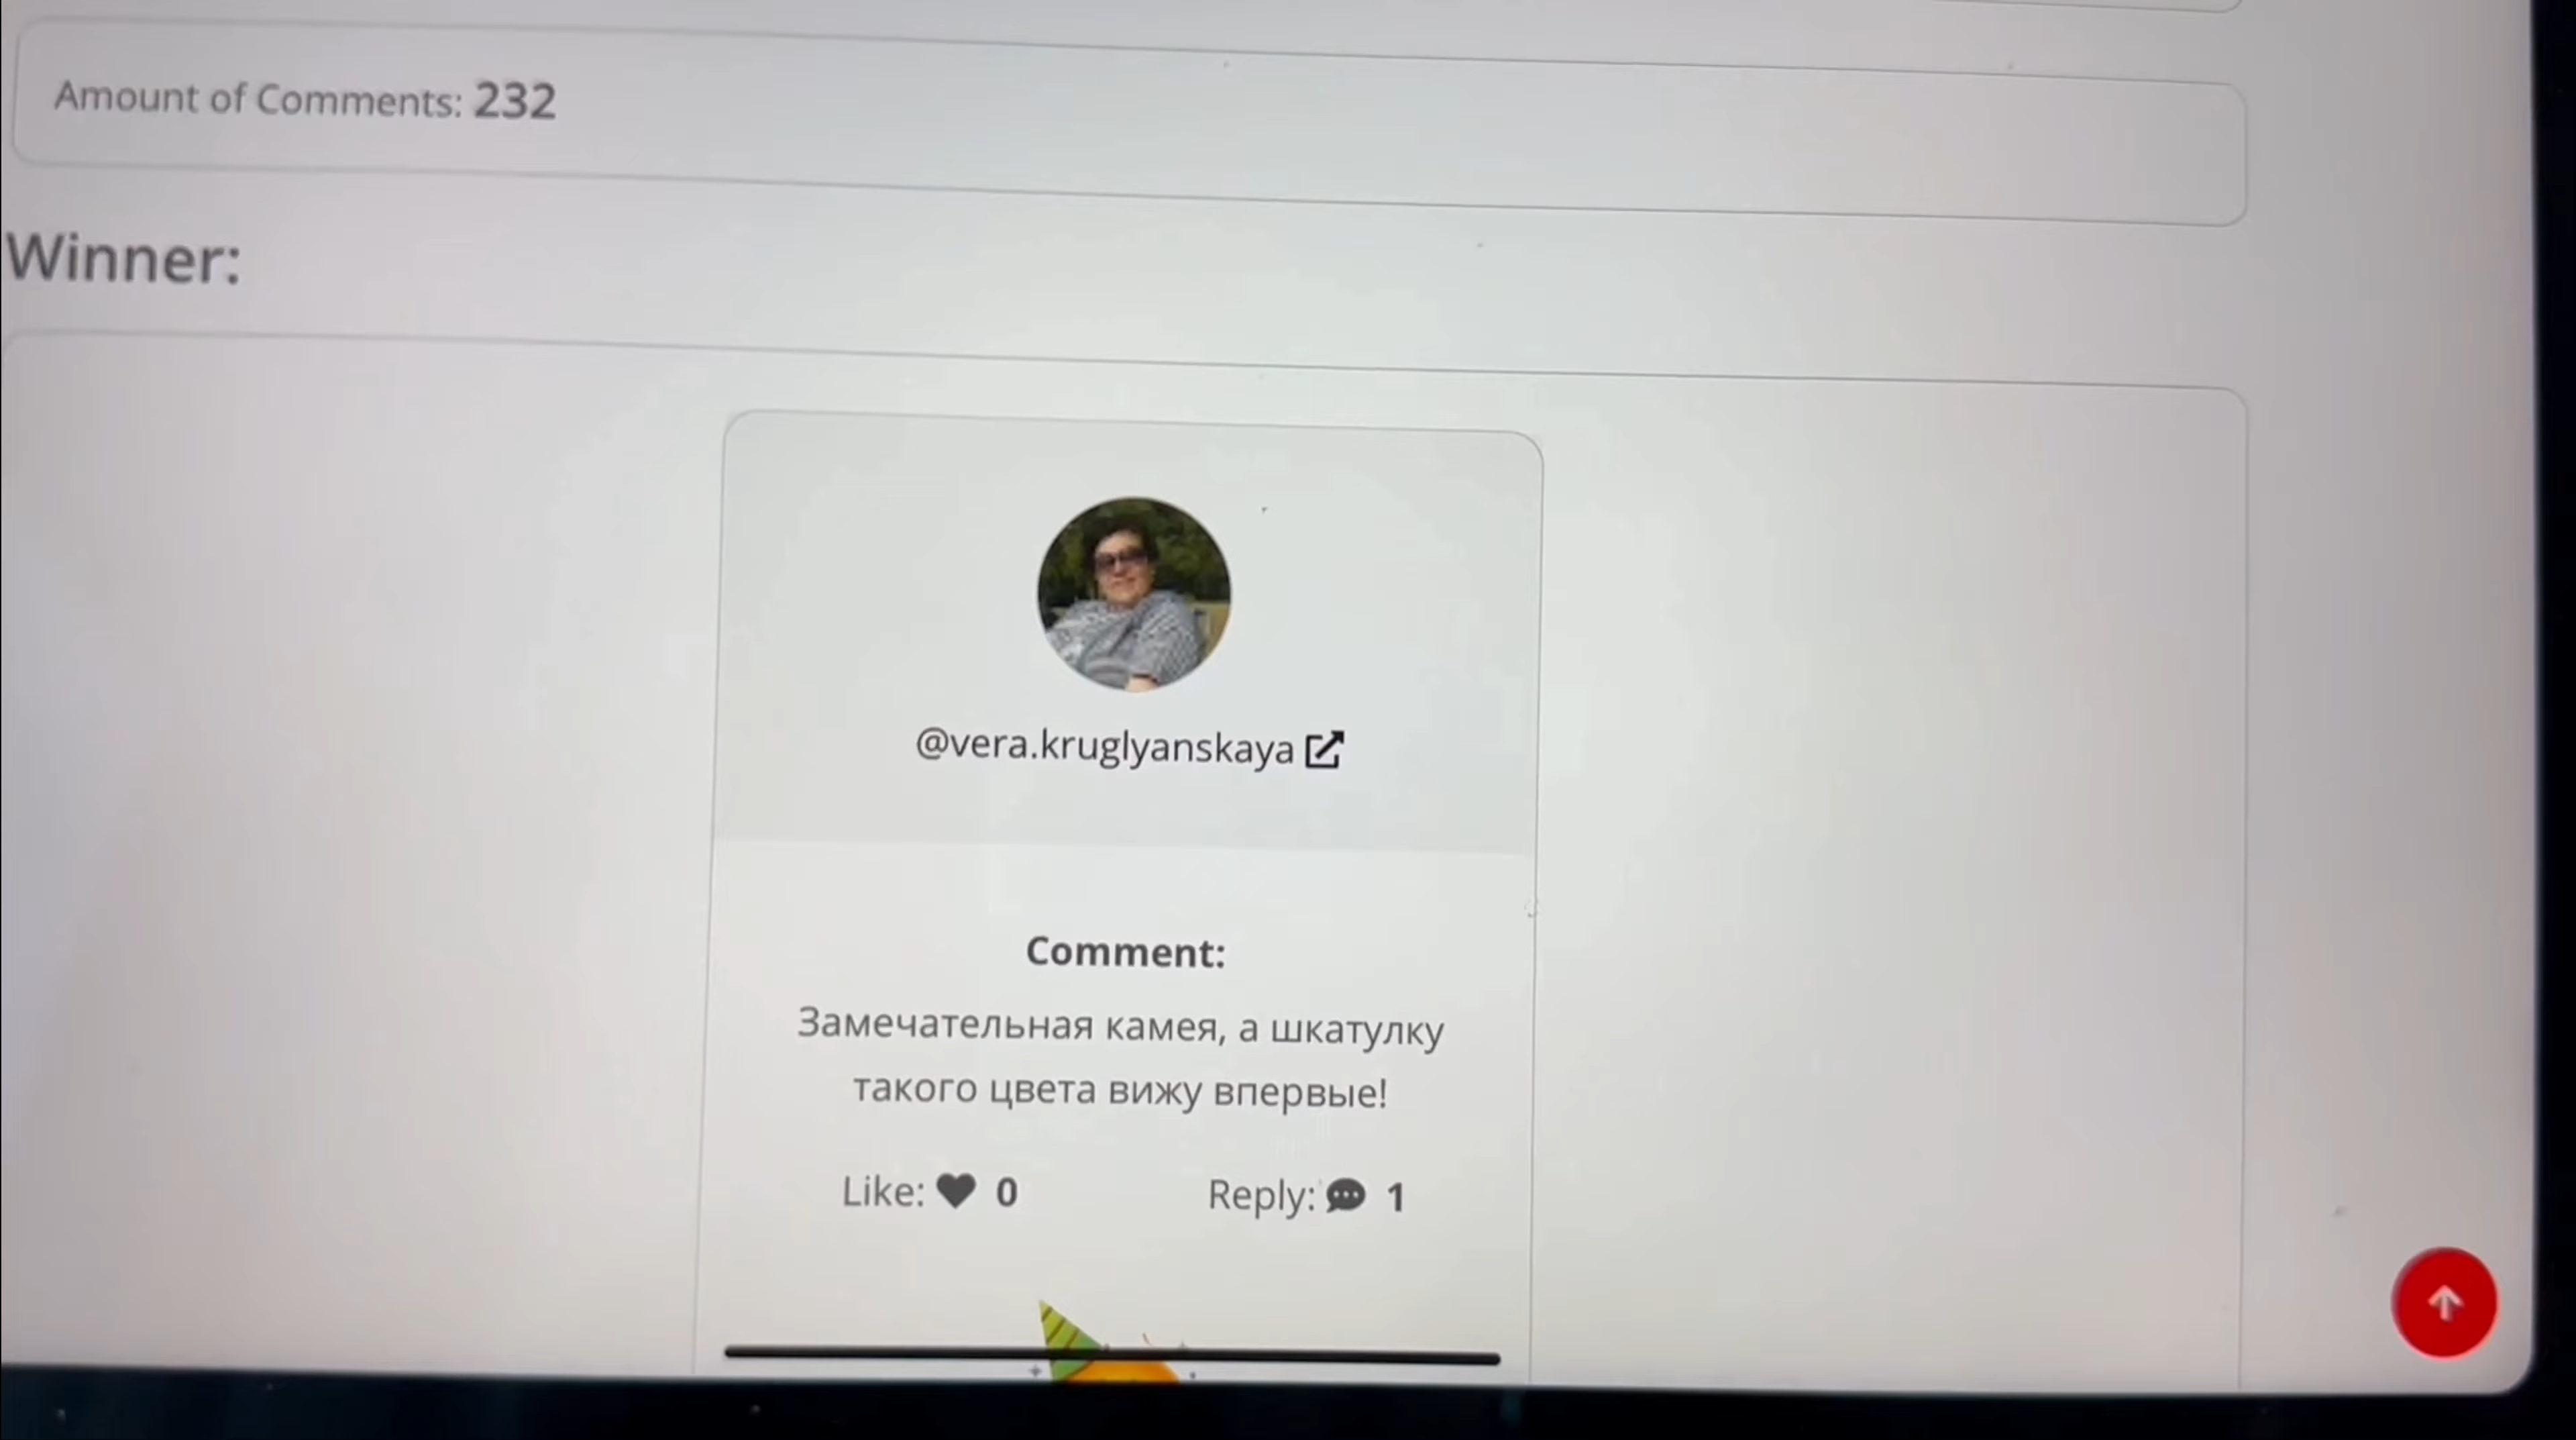 Amount of Comments: 232
Winner:
@vera.kruglyanskaya
Comment:
Замечательная камея, а шкатулку
такого цвета вижу впервые!
Like: 0
Reply: 1